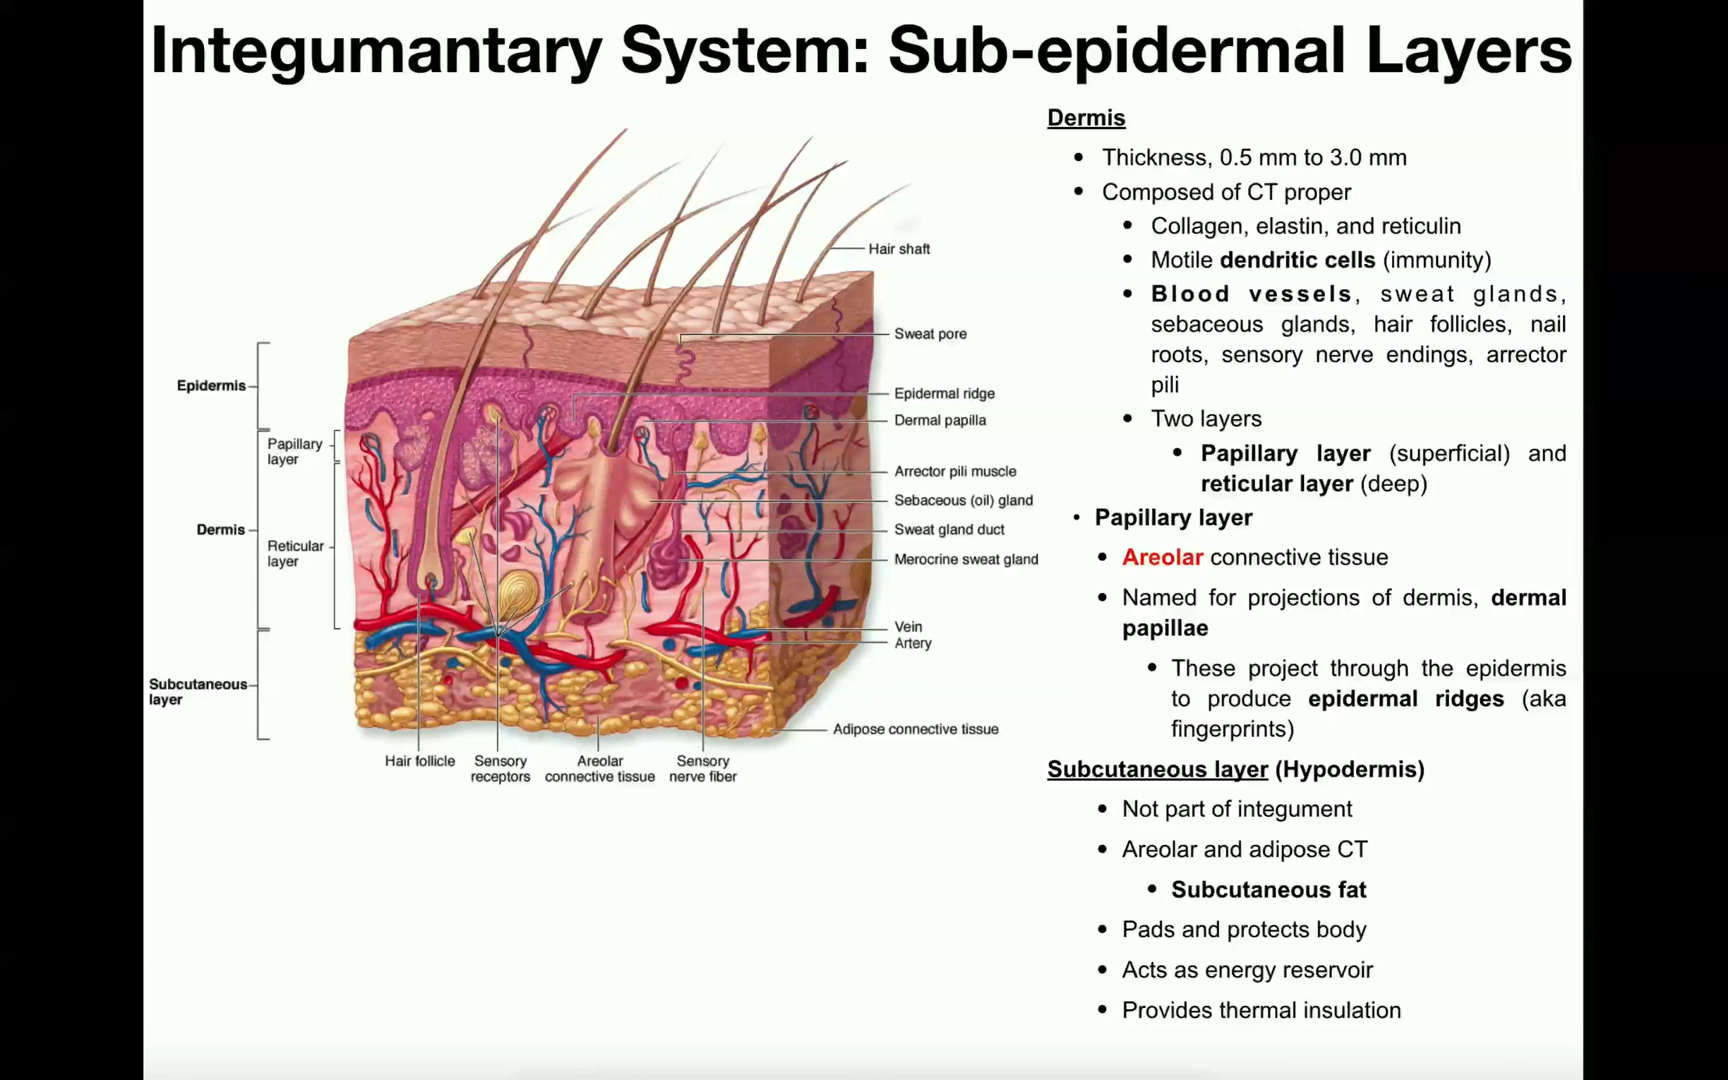 Integumantary System: Sub-epidermal Layers
Hair shaft
Sweat pore
Epidermal ridge
Dermal papilla
Arrector pili muscle
Sebaceous (oil) gland
Sweat gland duct
Merocrine sweat gland
Vein
Artery
Adipose connective tissue
Epidermis
Papillary
layer
Dermis
Reticular
layer
Subcutaneous
layer
Hair follicle
Sensory
receptors
Areolar
connective tissue
Sensory
nerve fiber
Dermis
• Thickness, 0.5 mm to 3.0 mm
• Composed of CT proper
• Collagen, elastin, and reticulin
• Motile dendritic cells (immunity)
• Blood vessels, sweat glands,
sebaceous glands, hair follicles, nail
roots, sensory nerve endings, arrector
pili
• Two layers
• Papillary layer (superficial) and
reticular layer (deep)
• Papillary layer
• Areolar connective tissue
• Named for projections of dermis, dermal
papillae
• These project through the epidermis
to produce epidermal ridges (aka
fingerprints)
Subcutaneous layer (Hypodermis)
• Not part of integument
• Areolar and adipose CT
• Subcutaneous fat
• Pads and protects body
• Acts as energy reservoir
• Provides thermal insulation